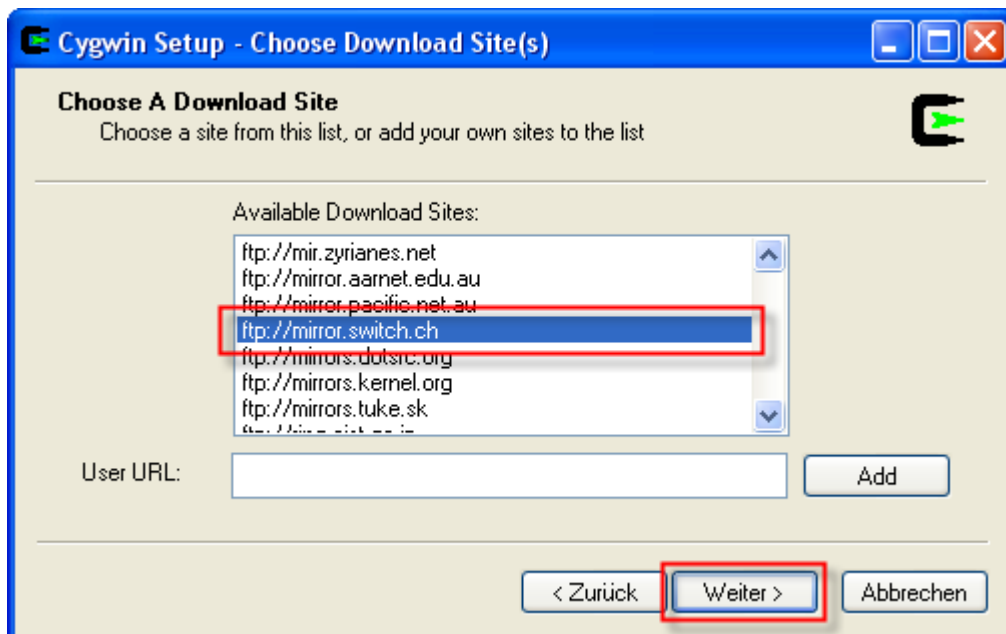 Cygwin Setup - Choose Download Site(s)
Choose A Download Site
Choose a site from this list, or add your own sites to the list
Available Download Sites:
ftp://mir.zyrianes.net
ftp://mirror.aarnet.edu.au
ftp://mirror.pacific.net.au
ftp://mirror.switch.ch
ftp://mirrors.dotsrc.org
ftp://mirrors.kernel.org
ftp://mirrors.tuke.sk
User URL:
Add
< Zurück
Weiter >
Abbrechen